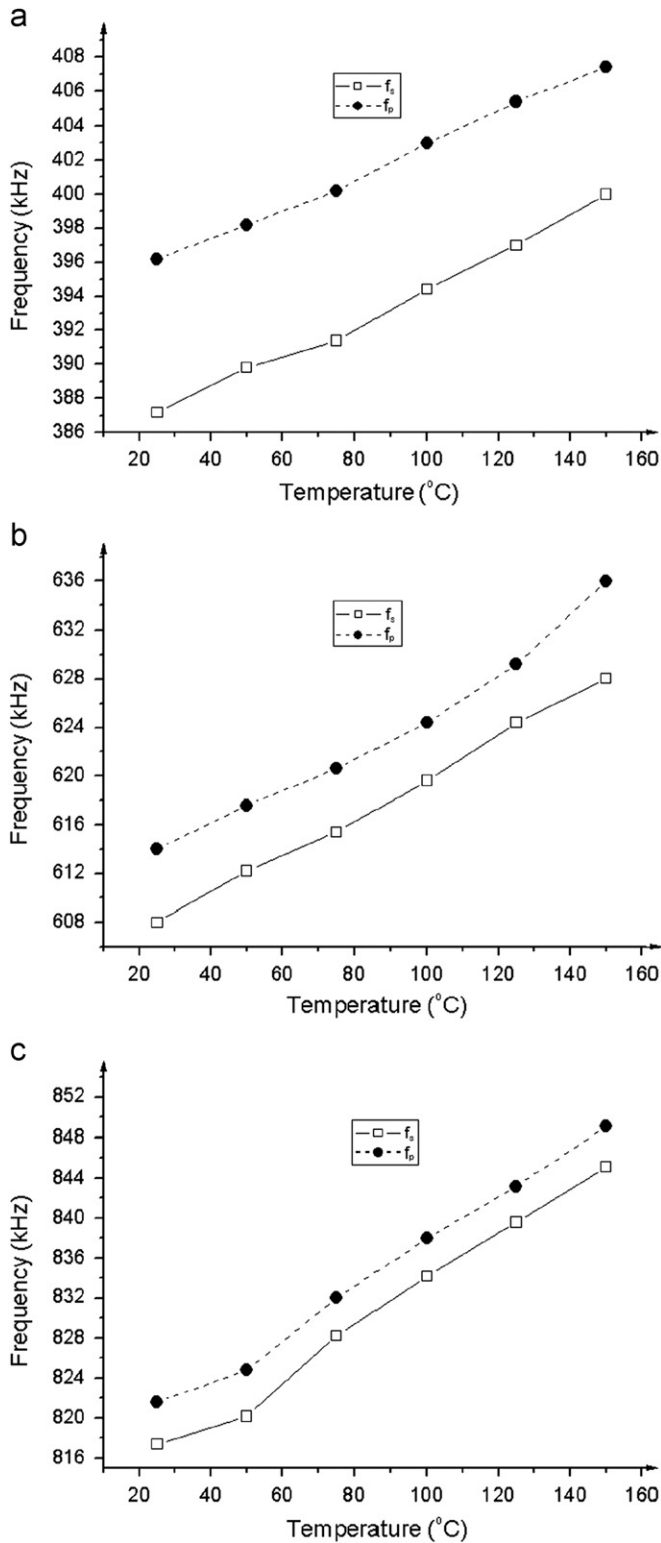 a
408
406
404
402
400
398
396
394
392
390
388
386
Frequency (kHz)
fs
fp
20 40 60 80 100 120 140 160
Temperature (°C)
b
636
632
628
624
620
616
612
608
Frequency (kHz)
fs
fp
20 40 60 80 100 120 140 160
Temperature (°C)
c
852
848
844
840
836
832
828
824
820
816
Frequency (kHz)
fs
fp
20 40 60 80 100 120 140 160
Temperature (°C)